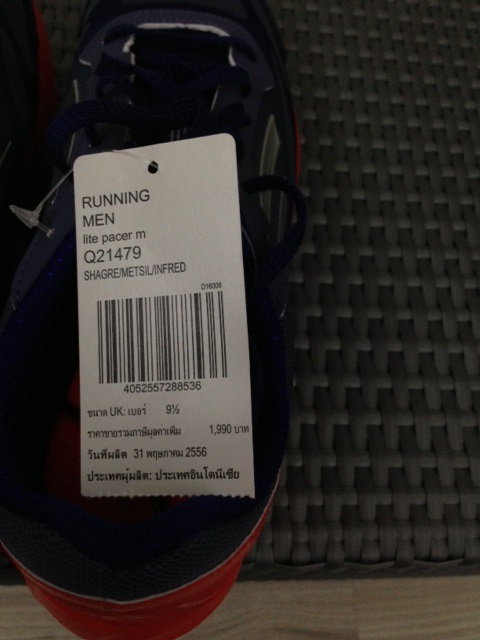 RUNNING
MEN
lite pacer m
Q21479
SHAGRE/METSIL/INFRED
D16009
4052557288536
ขนาด UK: เบอร์ 9½
ราคาขายรวมภาษีมูลค่าเพิ่ม 1,990 บาท
วันที่ผลิต 31 พฤษภาคม 2556
ประเทศผู้ผลิต: ประเทศอินโดนีเซีย